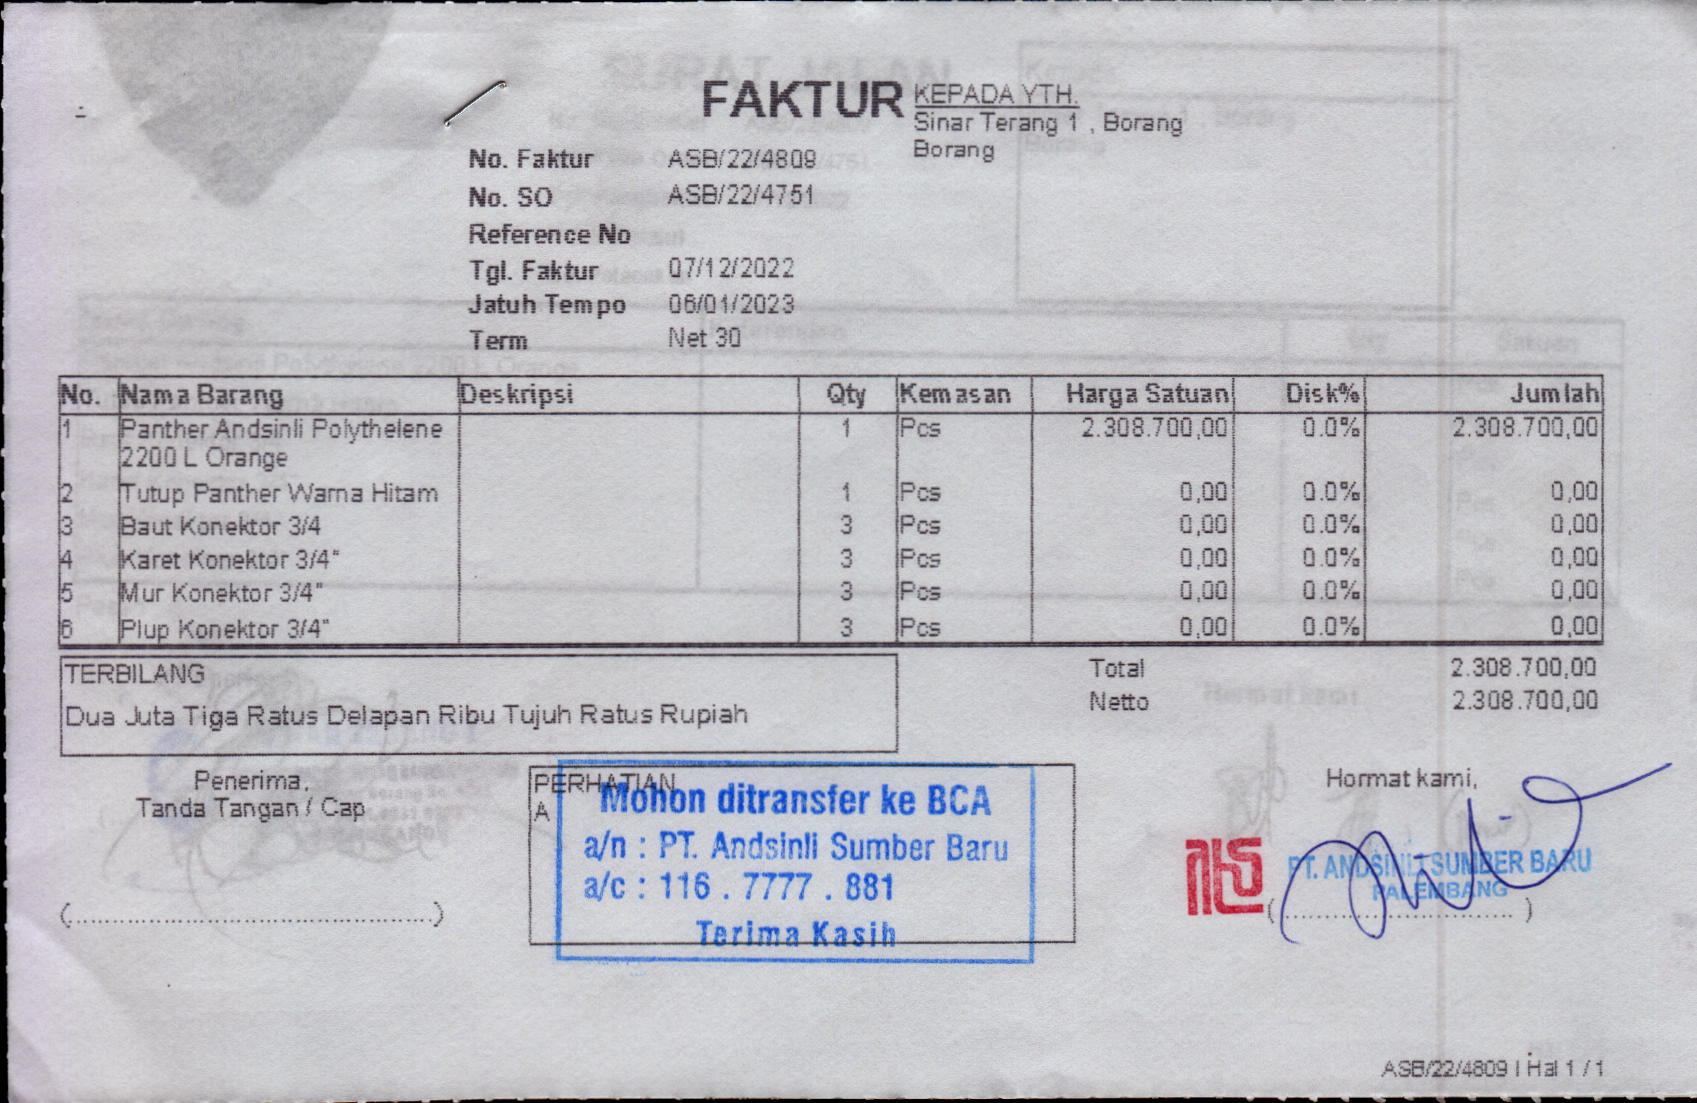 FAKTUR
KEPADA YTH.
Sinar Terang 1 , Borang
Borang
No. Faktur ASB/22/4809
No. SO ASB/22/4751
Reference No
Tgl. Faktur 07/12/2022
Jatuh Tempo 06/01/2023
Term Net 30
No. Nama Barang Deskripsi Qty Kemasan Harga Satuan Disk% Jumlah
1 Panther Andsinli Polythelene 1 Pcs 2.308.700,00 0.0% 2.308.700,00
2200 L Orange
2 Tutup Panther Warna Hitam 1 Pcs 0,00 0.0% 0,00
3 Baut Konektor 3/4 3 Pcs 0,00 0.0% 0,00
4 Karet Konektor 3/4" 3 Pcs 0,00 0.0% 0,00
5 Mur Konektor 3/4" 3 Pcs 0,00 0.0% 0,00
6 Plup Konektor 3/4" 3 Pcs 0,00 0.0% 0,00
TERBILANG
Dua Juta Tiga Ratus Delapan Ribu Tujuh Ratus Rupiah
Total 2.308.700,00
Netto 2.308.700,00
Penerima,
Tanda Tangan / Cap
(..........................................)
PERHATIAN
A
Mohon ditransfer ke BCA
a/n : PT. Andsinli Sumber Baru
a/c : 116 . 7777 . 881
Terima Kasih
Hormat kami,
PT. ANDSINLI SUMBER BARU
PALEMBANG
(..............................)
ASB/22/4809 | Hal 1 / 1